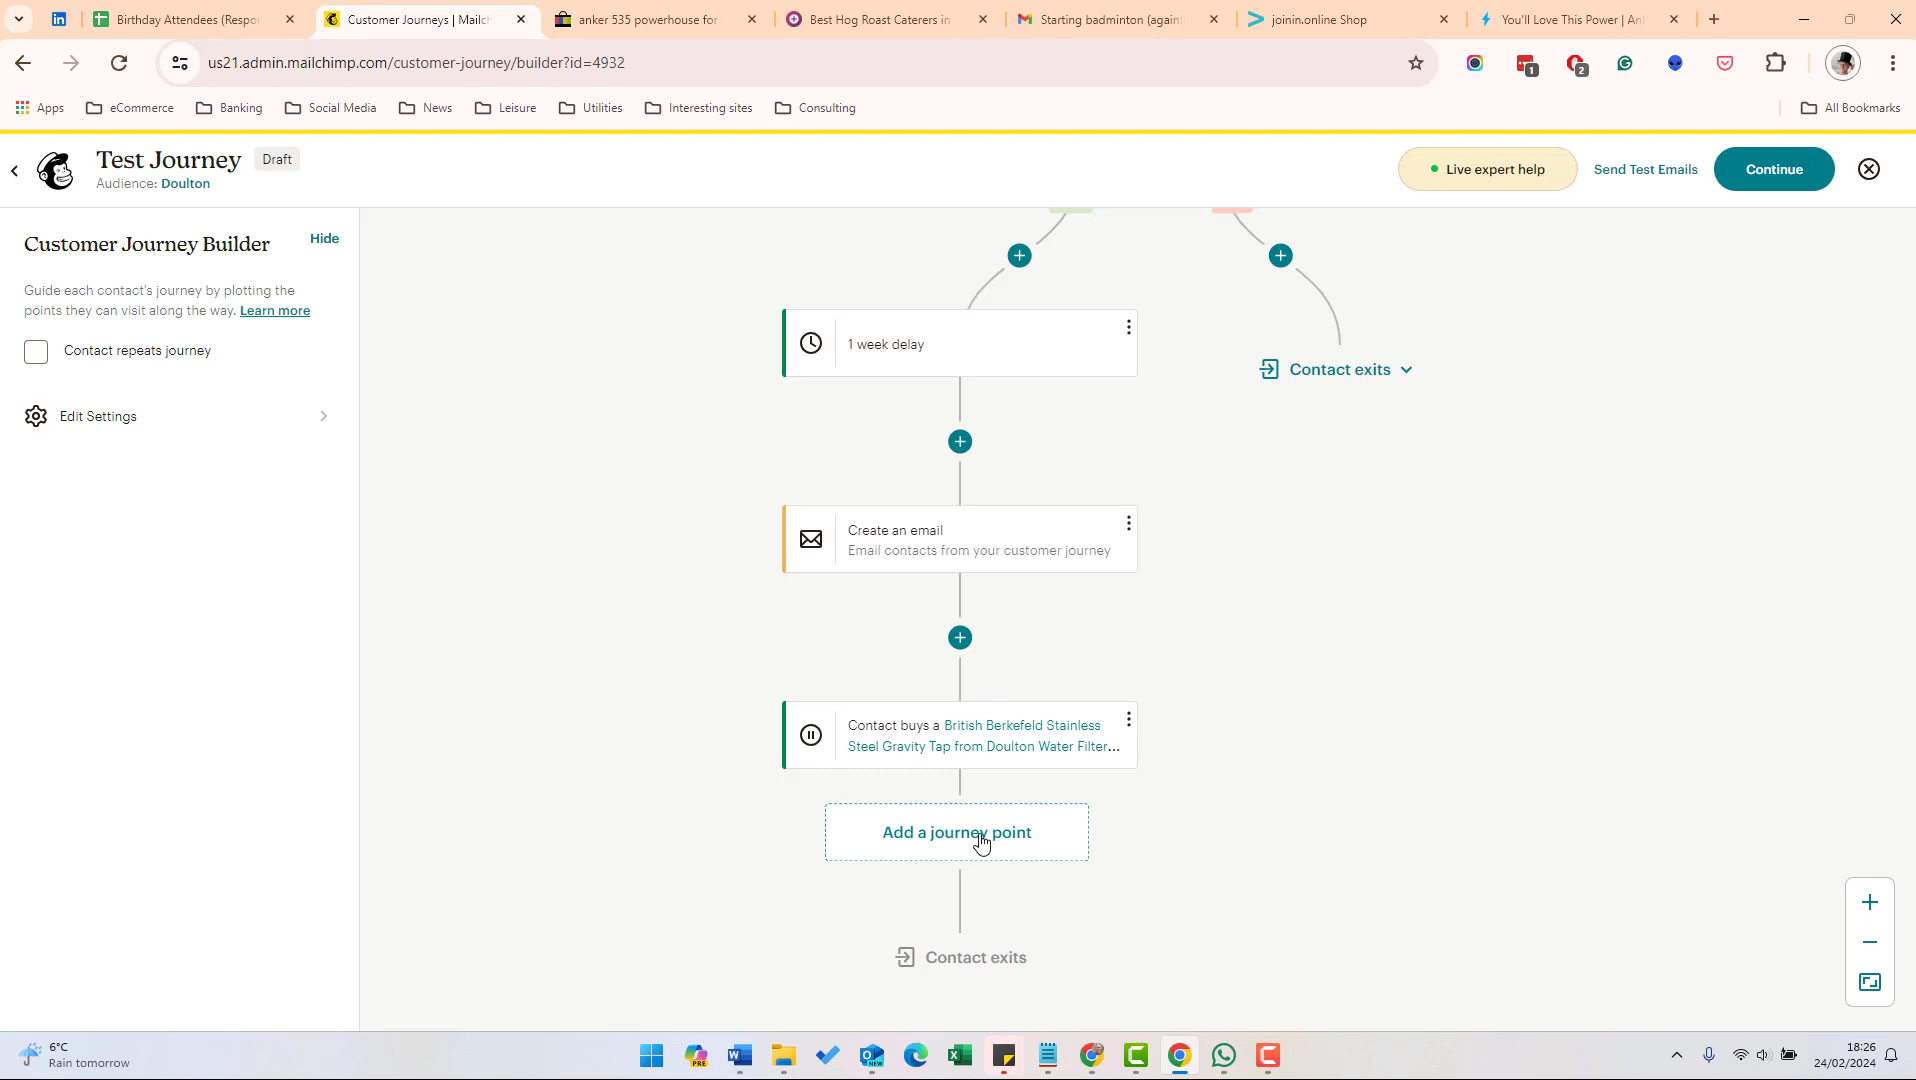 Birthday Attendees (Respo
Customer Journeys | Mailch
anker 535 powerhouse for
Best Hog Roast Caterers in
Starting badminton (again!
joinin.online Shop
You'll Love This Power | An
us21.admin.mailchimp.com/customer-journey/builder?id=4932
1
2
Apps
eCommerce
Banking
Social Media
News
Leisure
Utilities
Interesting sites
Consulting
All Bookmarks
Test Journey
Draft
Audience: Doulton
Live expert help
Send Test Emails
Continue
Customer Journey Builder
Hide
Guide each contact's journey by plotting the
points they can visit along the way. Learn more
Contact repeats journey
Edit Settings
1 week delay
Contact exits
Create an email
Email contacts from your customer journey
Contact buys a British Berkefeld Stainless
Steel Gravity Tap from Doulton Water Filter...
Add a journey point
Contact exits
6°C
Rain tomorrow
PRE
NEW
18:26
24/02/2024